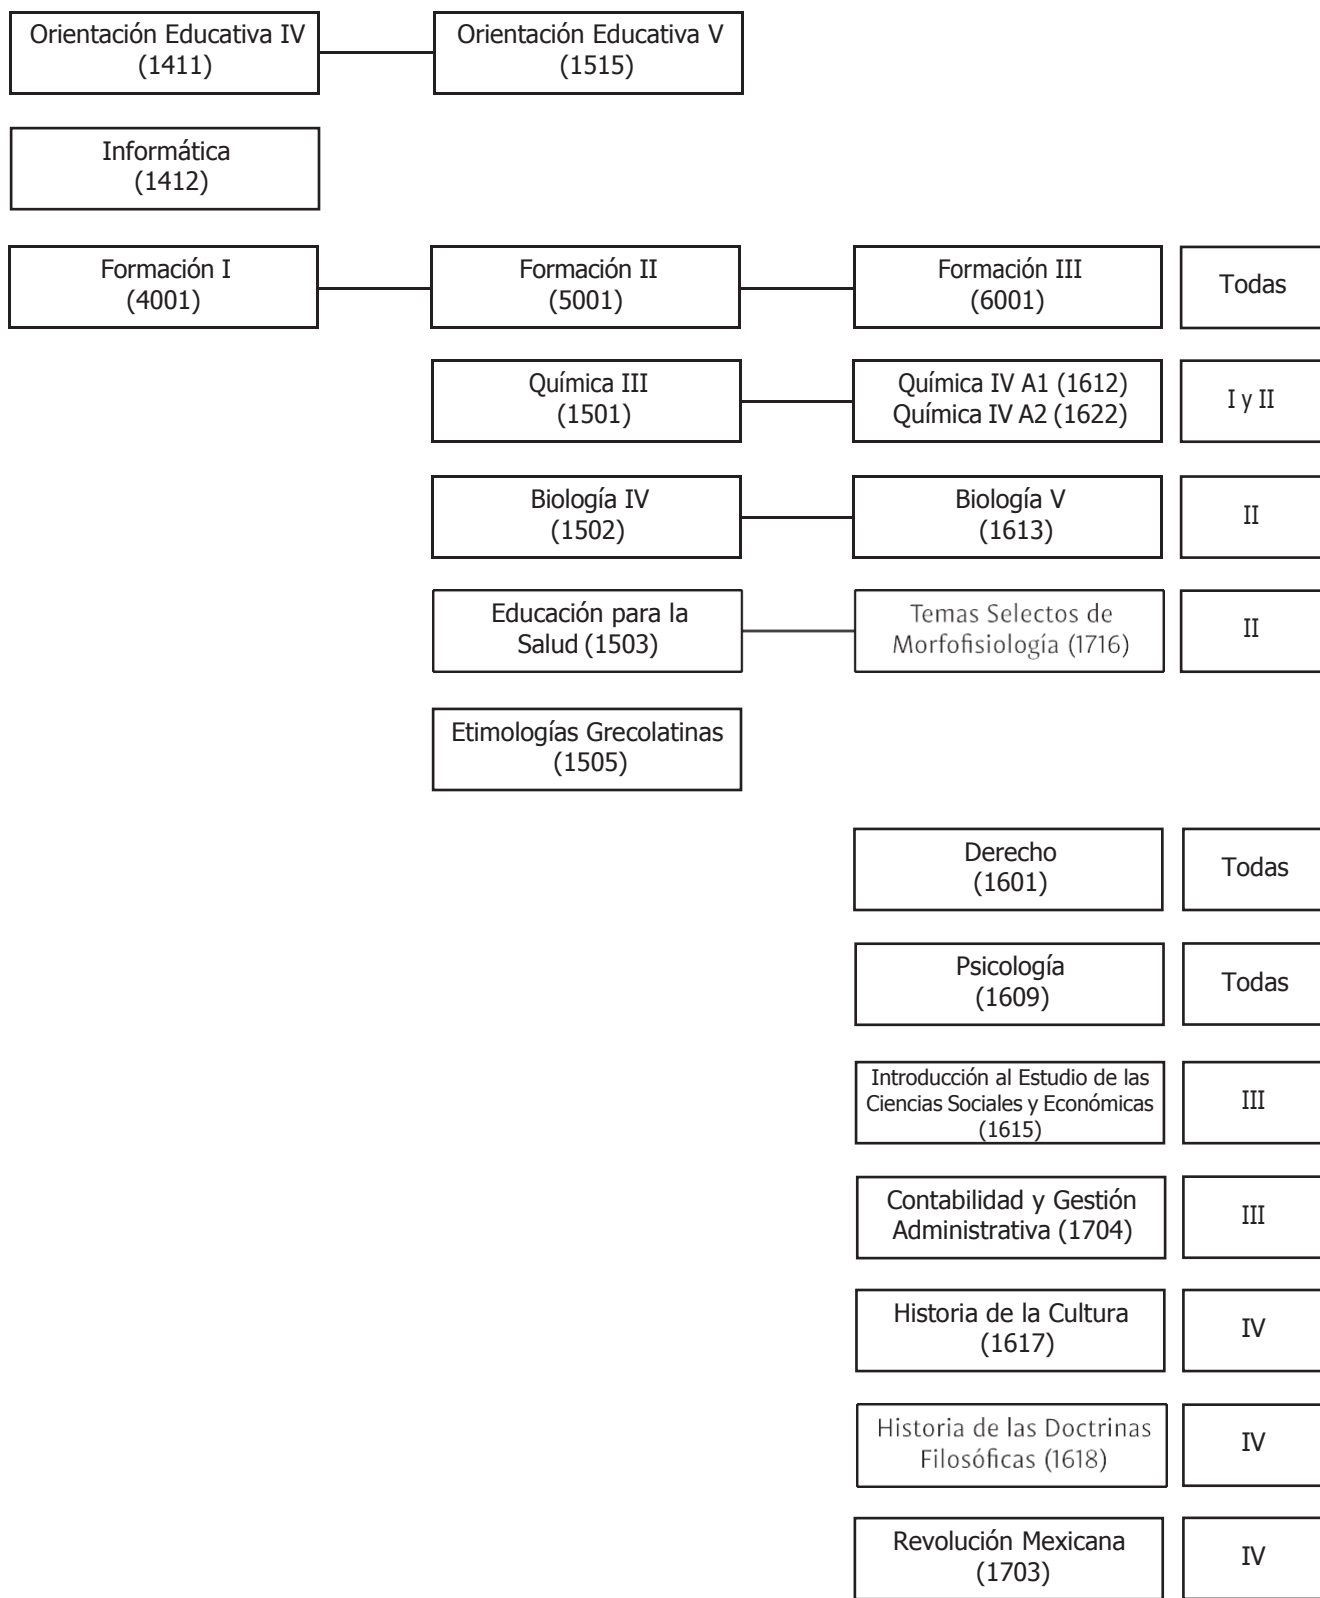 Orientación Educativa IV
(1411)
Orientación Educativa V
(1515)
Informática
(1412)
Formación I
(4001)
Formación II
(5001)
Formación III
(6001)
Todas
Química III
(1501)
Química IV A1 (1612)
Química IV A2 (1622)
I y II
Biología IV
(1502)
Biología V
(1613)
II
Educación para la
Salud (1503)
Temas Selectos de
Morfofisiología (1716)
II
Etimologías Grecolatinas
(1505)
Derecho
(1601)
Todas
Psicología
(1609)
Todas
Introducción al Estudio de las
Ciencias Sociales y Económicas
(1615)
III
Contabilidad y Gestión
Administrativa (1704)
III
Historia de la Cultura
(1617)
IV
Historia de las Doctrinas
Filosóficas (1618)
IV
Revolución Mexicana
(1703)
IV